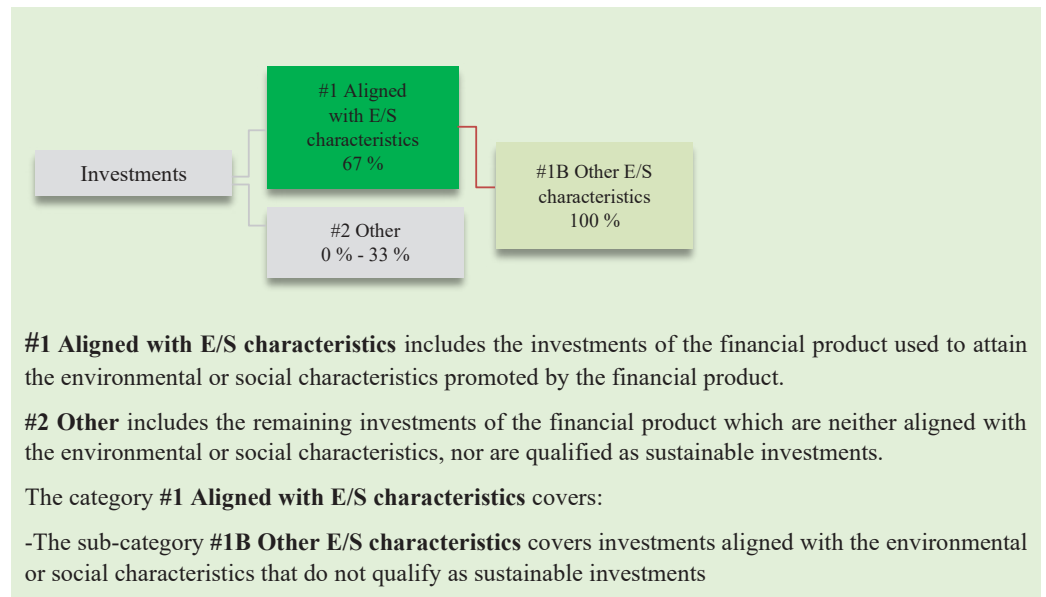 #1 Aligned
with E/S
characteristics
67 %
Investments
#1B Other E/S
characteristics
100 %
#2 Other
0 % - 33 %
#1 Aligned with E/S characteristics includes the investments of the financial product used to attain
the environmental or social characteristics promoted by the financial product.
#2 Other includes the remaining investments of the financial product which are neither aligned with
the environmental or social characteristics, nor are qualified as sustainable investments.
The category #1 Aligned with E/S characteristics covers:
-The sub-category #1B Other E/S characteristics covers investments aligned with the environmental
or social characteristics that do not qualify as sustainable investments